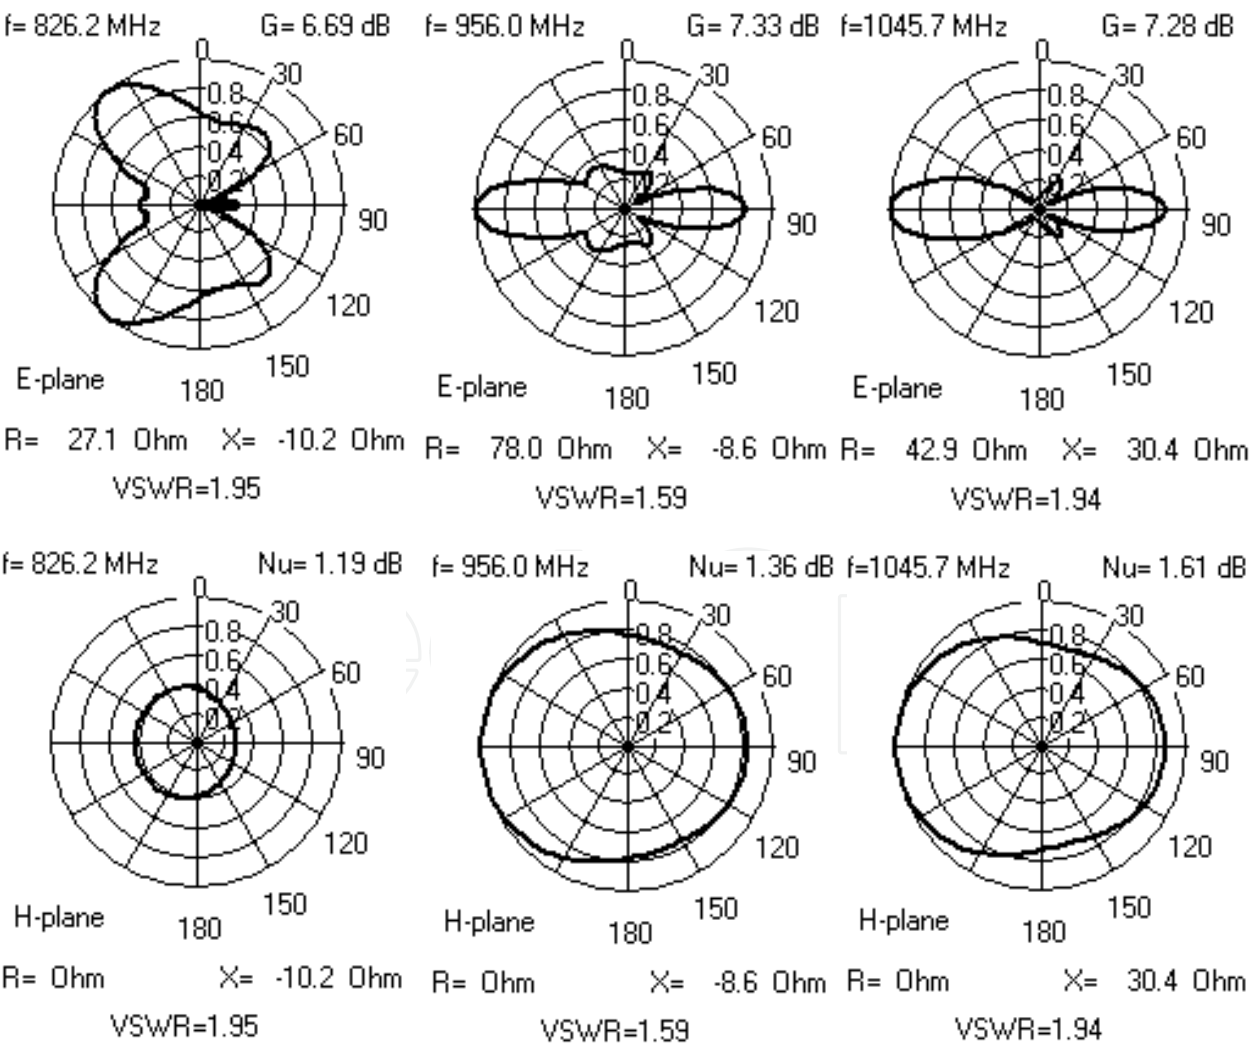 f= 826.2 MHz G= 6.69 dB
0
30
0.8
0.6
0.4
0.2
60
90
120
150
180
E-plane
R= 27.1 Ohm X= -10.2 Ohm
VSWR=1.95
f= 956.0 MHz G= 7.33 dB
0
30
0.8
0.6
0.4
0.2
60
90
120
150
180
E-plane
R= 78.0 Ohm X= -8.6 Ohm
VSWR=1.59
f=1045.7 MHz G= 7.28 dB
0
30
0.8
0.6
0.4
0.2
60
90
120
150
180
E-plane
R= 42.9 Ohm X= 30.4 Ohm
VSWR=1.94
f= 826.2 MHz Nu= 1.19 dB
0
30
0.8
0.6
0.4
0.2
60
90
120
150
180
H-plane
R= Ohm X= -10.2 Ohm
VSWR=1.95
f= 956.0 MHz Nu= 1.36 dB
0
30
0.8
0.6
0.4
0.2
60
90
120
150
180
H-plane
R= Ohm X= -8.6 Ohm
VSWR=1.59
f=1045.7 MHz Nu= 1.61 dB
0
30
0.8
0.6
0.4
0.2
60
90
120
150
180
H-plane
R= Ohm X= 30.4 Ohm
VSWR=1.94